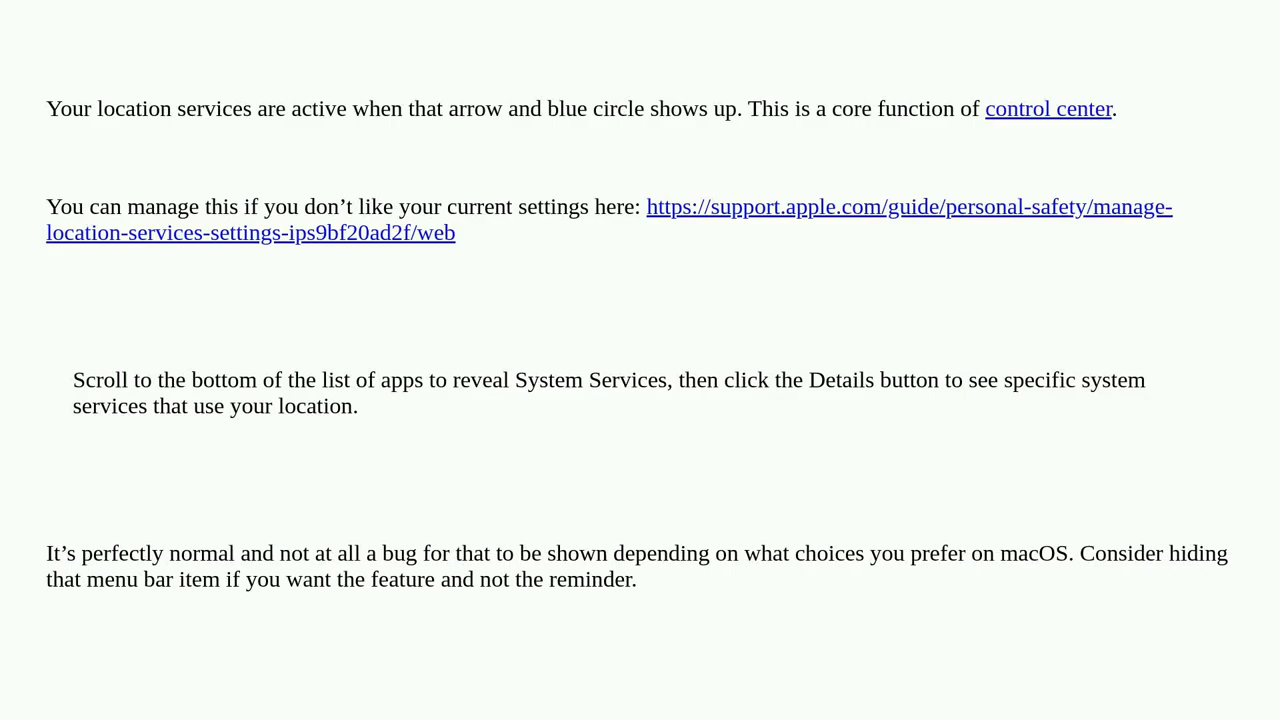 Your location services are active when that arrow and blue circle shows up. This is a core function of control center.
You can manage this if you don’t like your current settings here: https://support.apple.com/guide/personal-safety/manage-
location-services-settings-ips9bf20ad2f/web
Scroll to the bottom of the list of apps to reveal System Services, then click the Details button to see specific system
services that use your location.
It’s perfectly normal and not at all a bug for that to be shown depending on what choices you prefer on macOS. Consider hiding
that menu bar item if you want the feature and not the reminder.